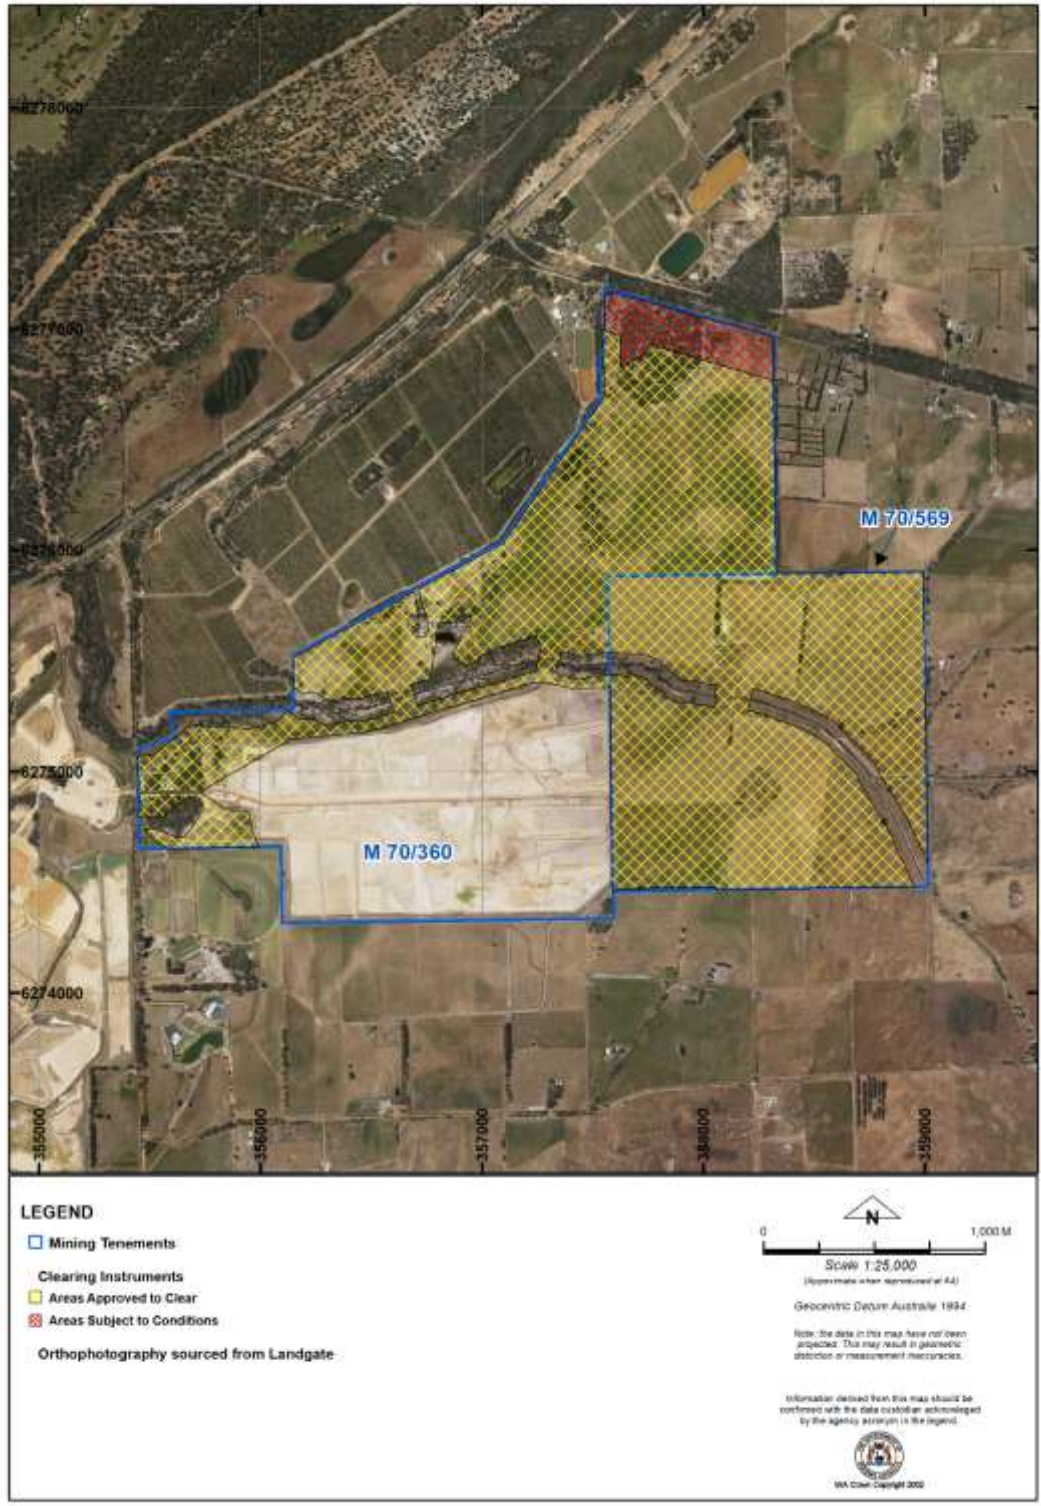 6278000
6277000
M 70/569
6276000
6275000
M 70/360
6274000
355000
356000
357000
358000
359000
LEGEND
Mining Tenements
Clearing Instruments
Areas Approved to Clear
Areas Subject to Conditions
Orthophotography sourced from Landgate
N
0 1,000 M
Scale 1:25,000
(Approximate when reproduced at A4)
Geocentric Datum Australia 1994
Note: the data in this map have not been
projected. This may result in geometric
distortion or measurement inaccuracies.
Information derived from this map should be
confirmed with the data custodian acknowledged
by the agency acronym in the legend.
WA Crown Copyright 2002